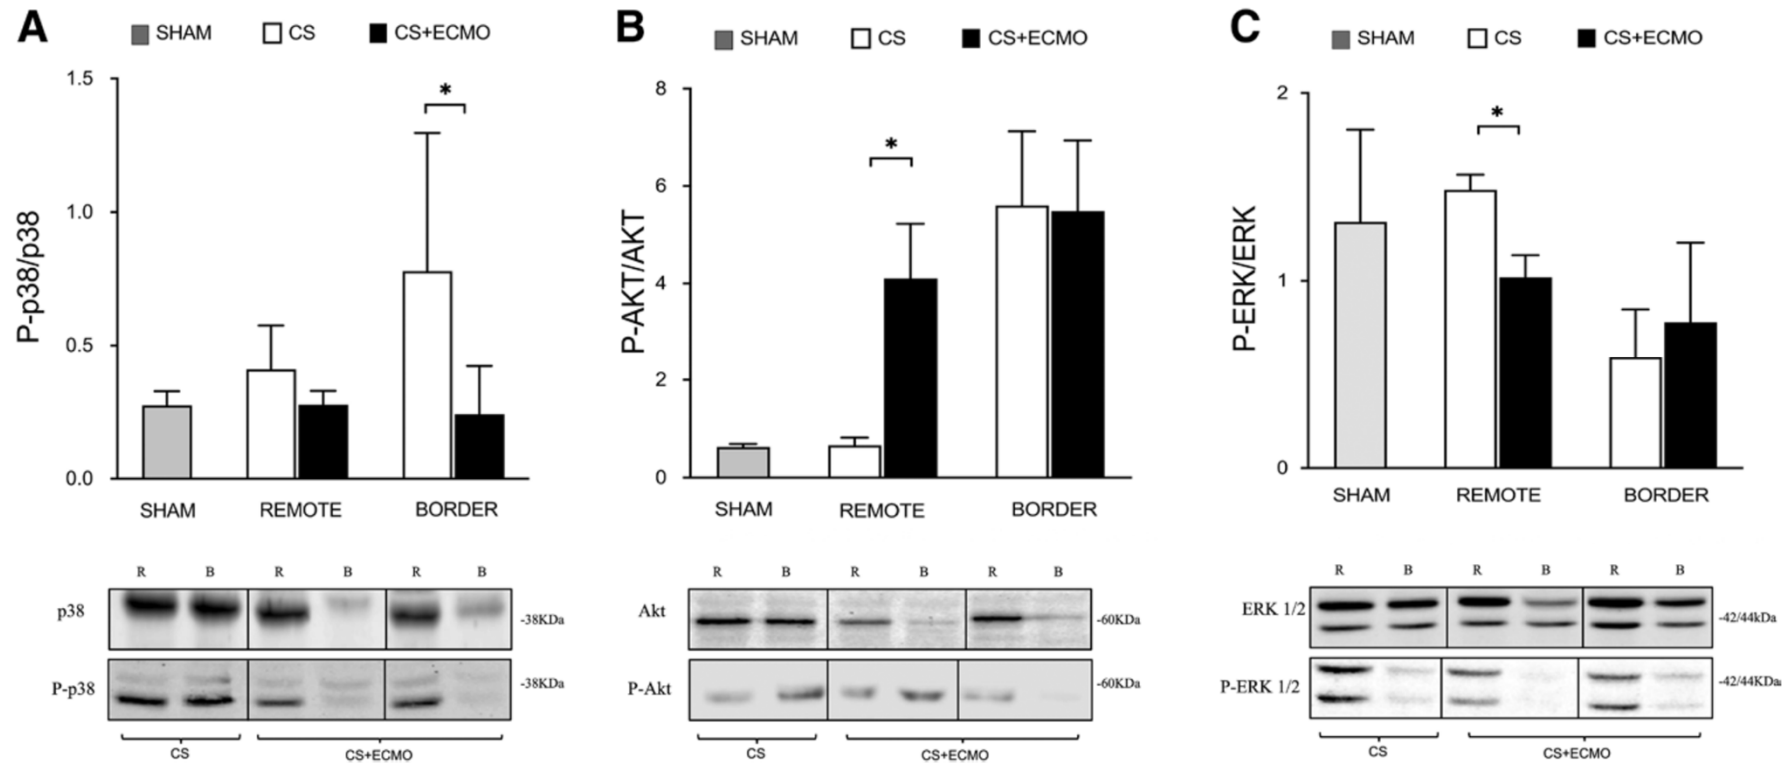 A
SHAM CS CS+ECMO
1.5
*
1.0
P-p38/p38
0.5
0.0
SHAM REMOTE BORDER
R B R B R B
p38 -38KDa
P-p38 -38KDa
CS CS+ECMO
B
SHAM CS CS+ECMO
8
*
6
P-AKT/AKT
4
2
0
SHAM REMOTE BORDER
R B R B R B
Akt -60KDa
P-Akt -60KDa
CS CS+ECMO
C
SHAM CS CS+ECMO
2
*
P-ERK/ERK
1
0
SHAM REMOTE BORDER
R B R B R B
ERK 1/2 -42/44kDa
P-ERK 1/2 -42/44KDa
CS CS+ECMO